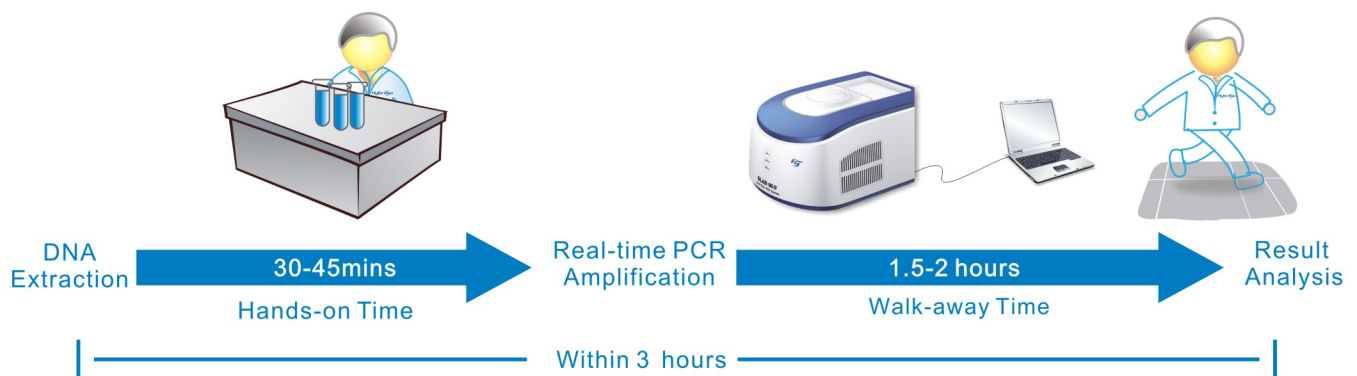 DNA
Extraction
30-45mins
Hands-on Time
Real-time PCR
Amplification
1.5-2 hours
Walk-away Time
Result
Analysis
Within 3 hours